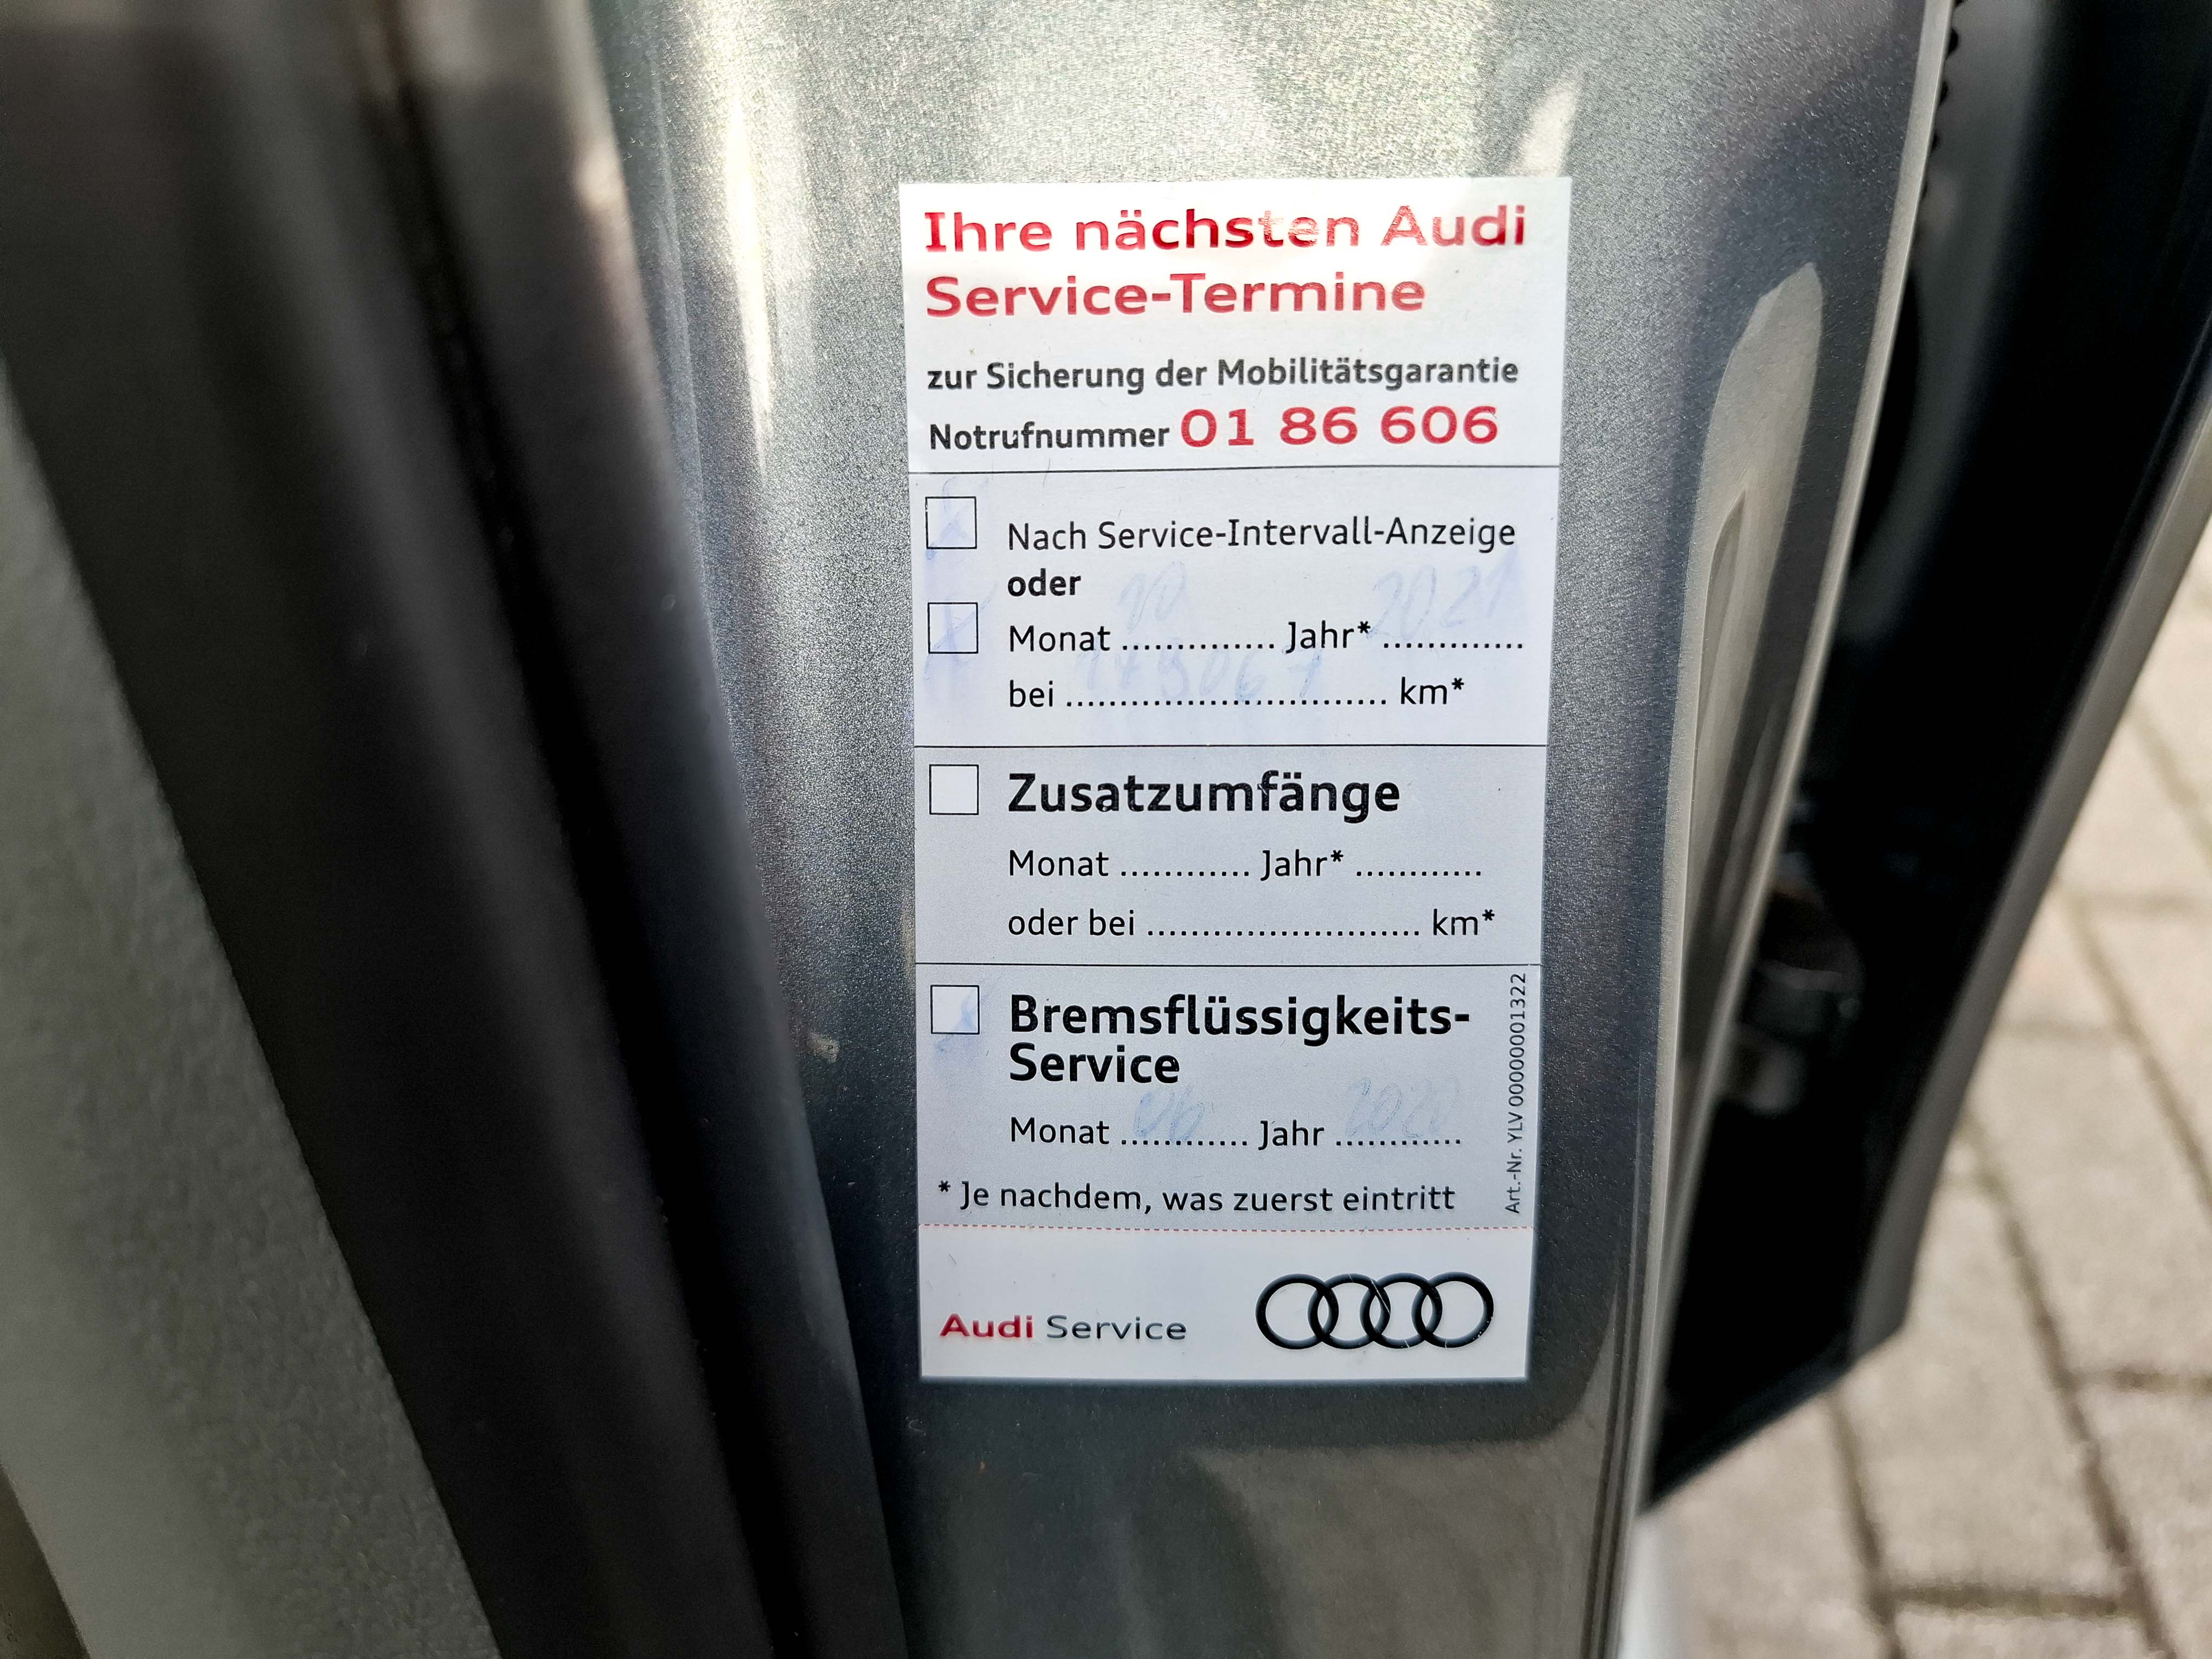 Ihre nächsten Audi
Service-Termine
zur Sicherung der Mobilitätsgarantie
Notrufnummer 01 86 606
Nach Service-Intervall-Anzeige
oder
10 2021
Monat .............. Jahr* .............
bei .............................. km*
Zusatzumfänge
Monat ............ Jahr* ............
oder bei ......................... km*
Bremsflüssigkeits-
Service
Monat 06 Jahr ............
* Je nachdem, was zuerst eintritt
Art.-Nr. YLV 00000001322
Audi Service